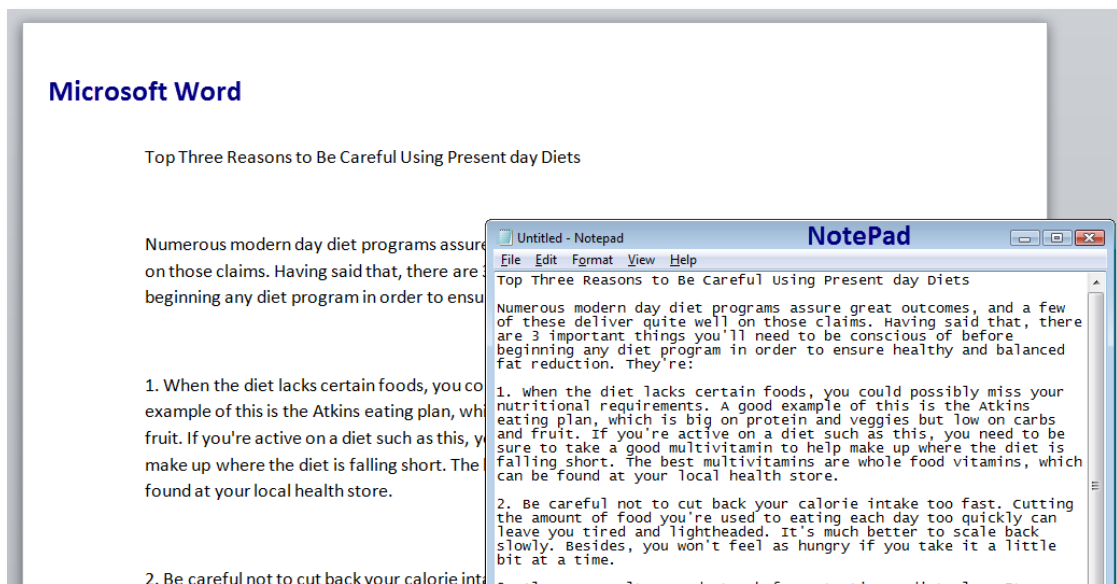 Microsoft Word
Top Three Reasons to Be Careful Using Present day Diets
Numerous modern day diet programs assure
on those claims. Having said that, there are
beginning any diet program in order to ensu
1. When the diet lacks certain foods, you co
example of this is the Atkins eating plan, whi
fruit. If you're active on a diet such as this, y
make up where the diet is falling short. The
found at your local health store.
2. Be careful not to cut back your calorie inta
Untitled - Notepad
NotePad
File Edit Format View Help
Top Three Reasons to Be Careful Using Present day Diets
Numerous modern day diet programs assure great outcomes, and a few
of these deliver quite well on those claims. Having said that, there
are 3 important things you'll need to be conscious of before
beginning any diet program in order to ensure healthy and balanced
fat reduction. They're:
1. When the diet lacks certain foods, you could possibly miss your
nutritional requirements. A good example of this is the Atkins
eating plan, which is big on protein and veggies but low on carbs
and fruit. If you're active on a diet such as this, you need to be
sure to take a good multivitamin to help make up where the diet is
falling short. The best multivitamins are whole food vitamins, which
can be found at your local health store.
2. Be careful not to cut back your calorie intake too fast. Cutting
the amount of food you're used to eating each day too quickly can
leave you tired and lightheaded. It's much better to scale back
slowly. Besides, you won't feel as hungry if you take it a little
bit at a time.